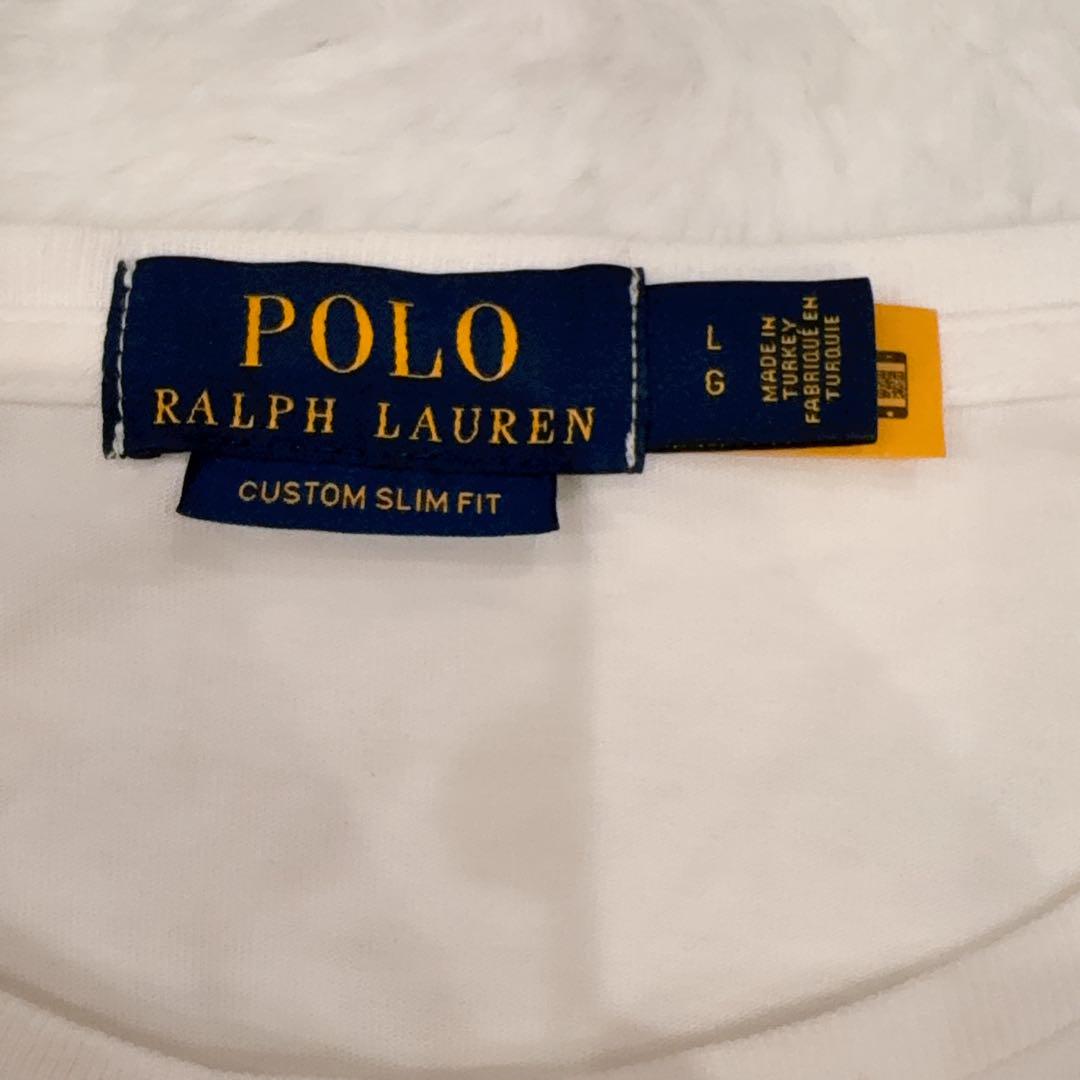 POLO
RALPH LAUREN
CUSTOM SLIM FIT
L
G
MADE IN
TURKEY
FABRIQUÉ EN
TURQUIE